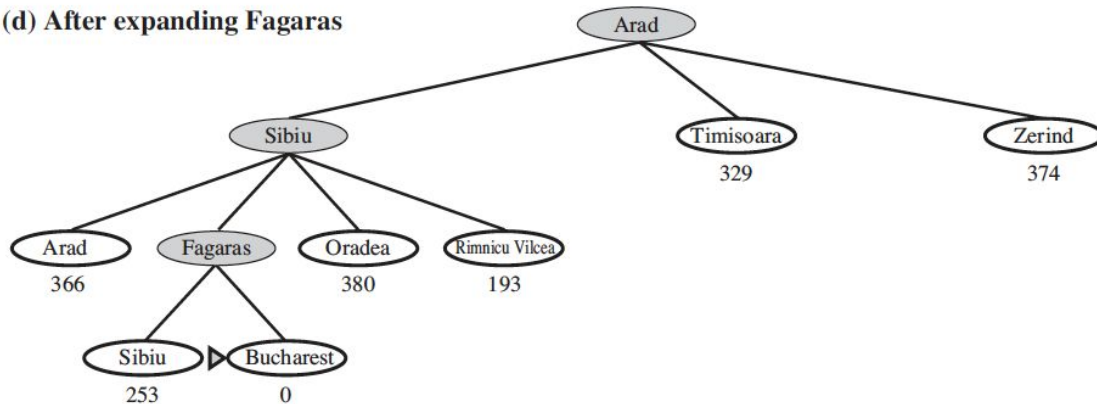 (d) After expanding Fagaras
Arad
Sibiu
Timisoara
Zerind
329
374
Arad
Fagaras
Oradea
Rimnicu Vilcea
366
380
193
Sibiu
Bucharest
253
0